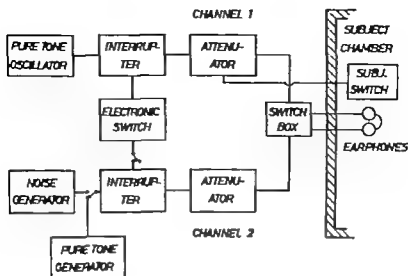 CHANNEL 1
PURE TONE
OSCILLATOR
INTERRUP-
TER
ATTENU-
ATOR
SUBJECT
CHAMBER
SUBJ.
SWITCH
ELECTRONIC
SWITCH
SWITCH
BOX
EARPHONES
NOISE
GENERATOR
INTERRUP-
TER
ATTENU-
ATOR
CHANNEL 2
PURE TONE
GENERATOR